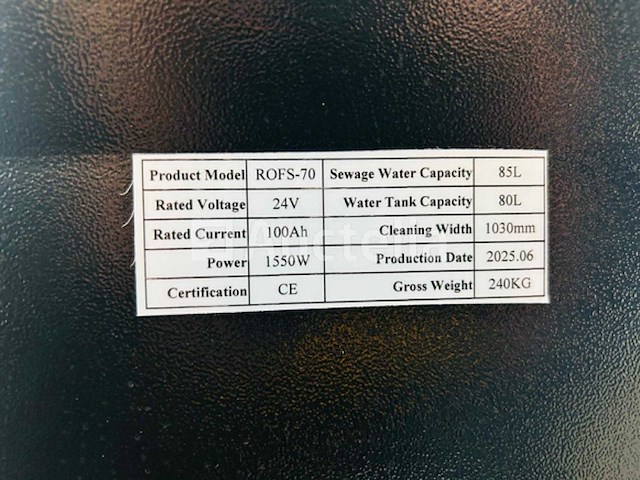 Product Model ROFS-70 Sewage Water Capacity 85L
Rated Voltage 24V Water Tank Capacity 80L
Rated Current 100Ah Cleaning Width 1030mm
Power 1550W Production Date 2025.06
Certification CE Gross Weight 240KG